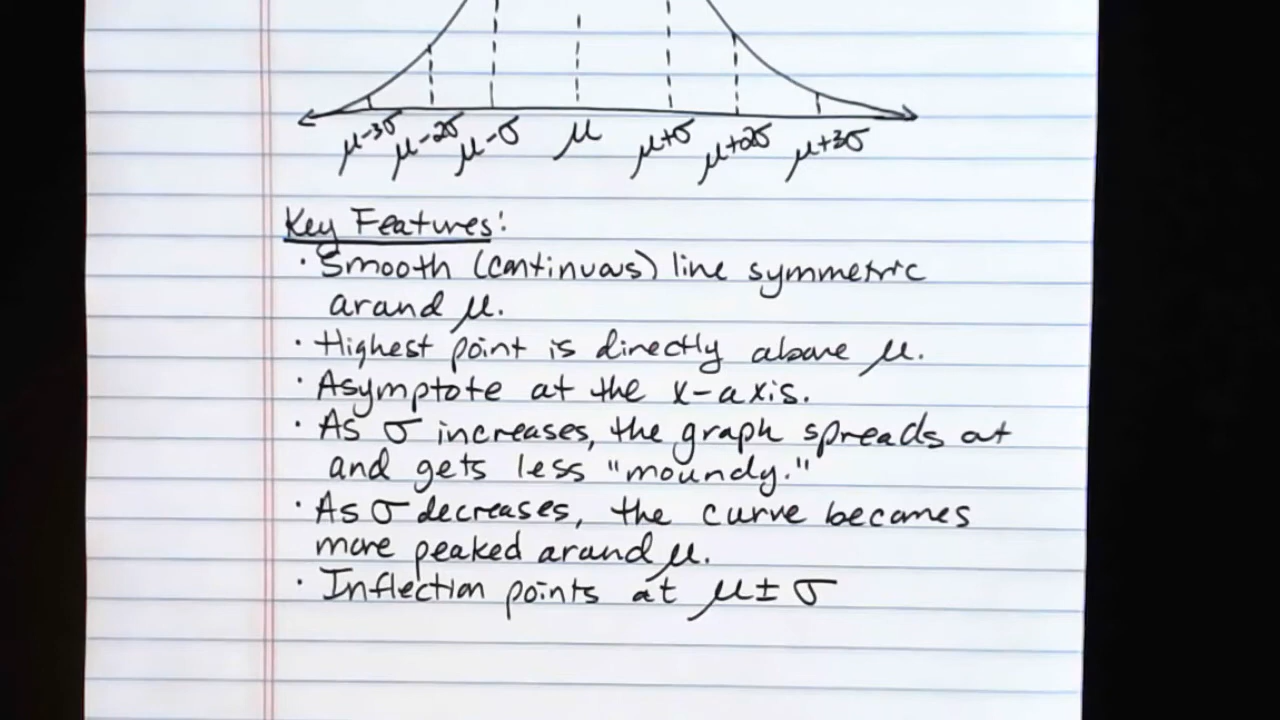 μ-3σ μ-2σ μ-σ μ μ+σ μ+2σ μ+3σ
Key Features:
· Smooth (continuous) line symmetric
around μ.
· Highest point is directly above μ.
· Asymptote at the x-axis.
· As σ increases, the graph spreads out
and gets less "moundy."
· As σ decreases, the curve becomes
more peaked around μ.
· Inflection points at μ ± σ